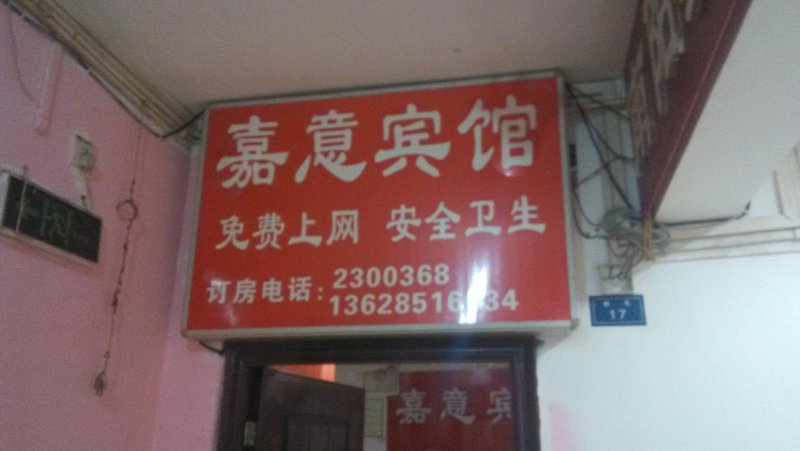 嘉意宾馆
免费上网 安全卫生
订房电话：2300368
17
嘉意宾